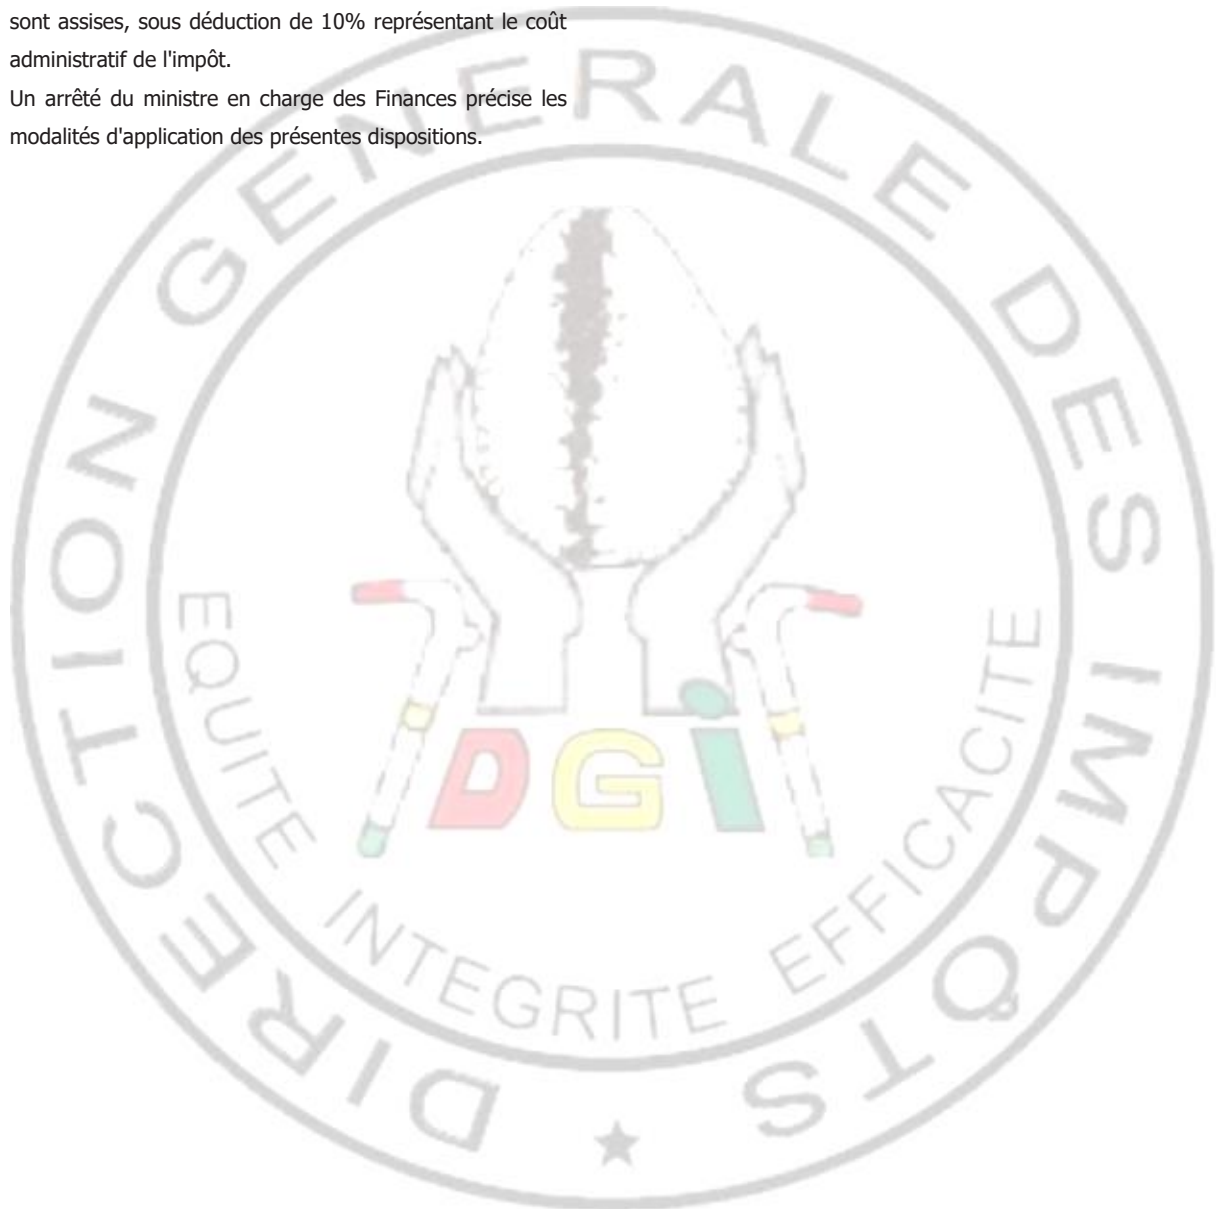 sont assises, sous déduction de 10% représentant le coût
administratif de l'impôt.
Un arrêté du ministre en charge des Finances précise les
modalités d'application des présentes dispositions.
DIRECTION GENERALE DES IMPÔTS
EQUITE INTEGRITE EFFICACITE
DGI